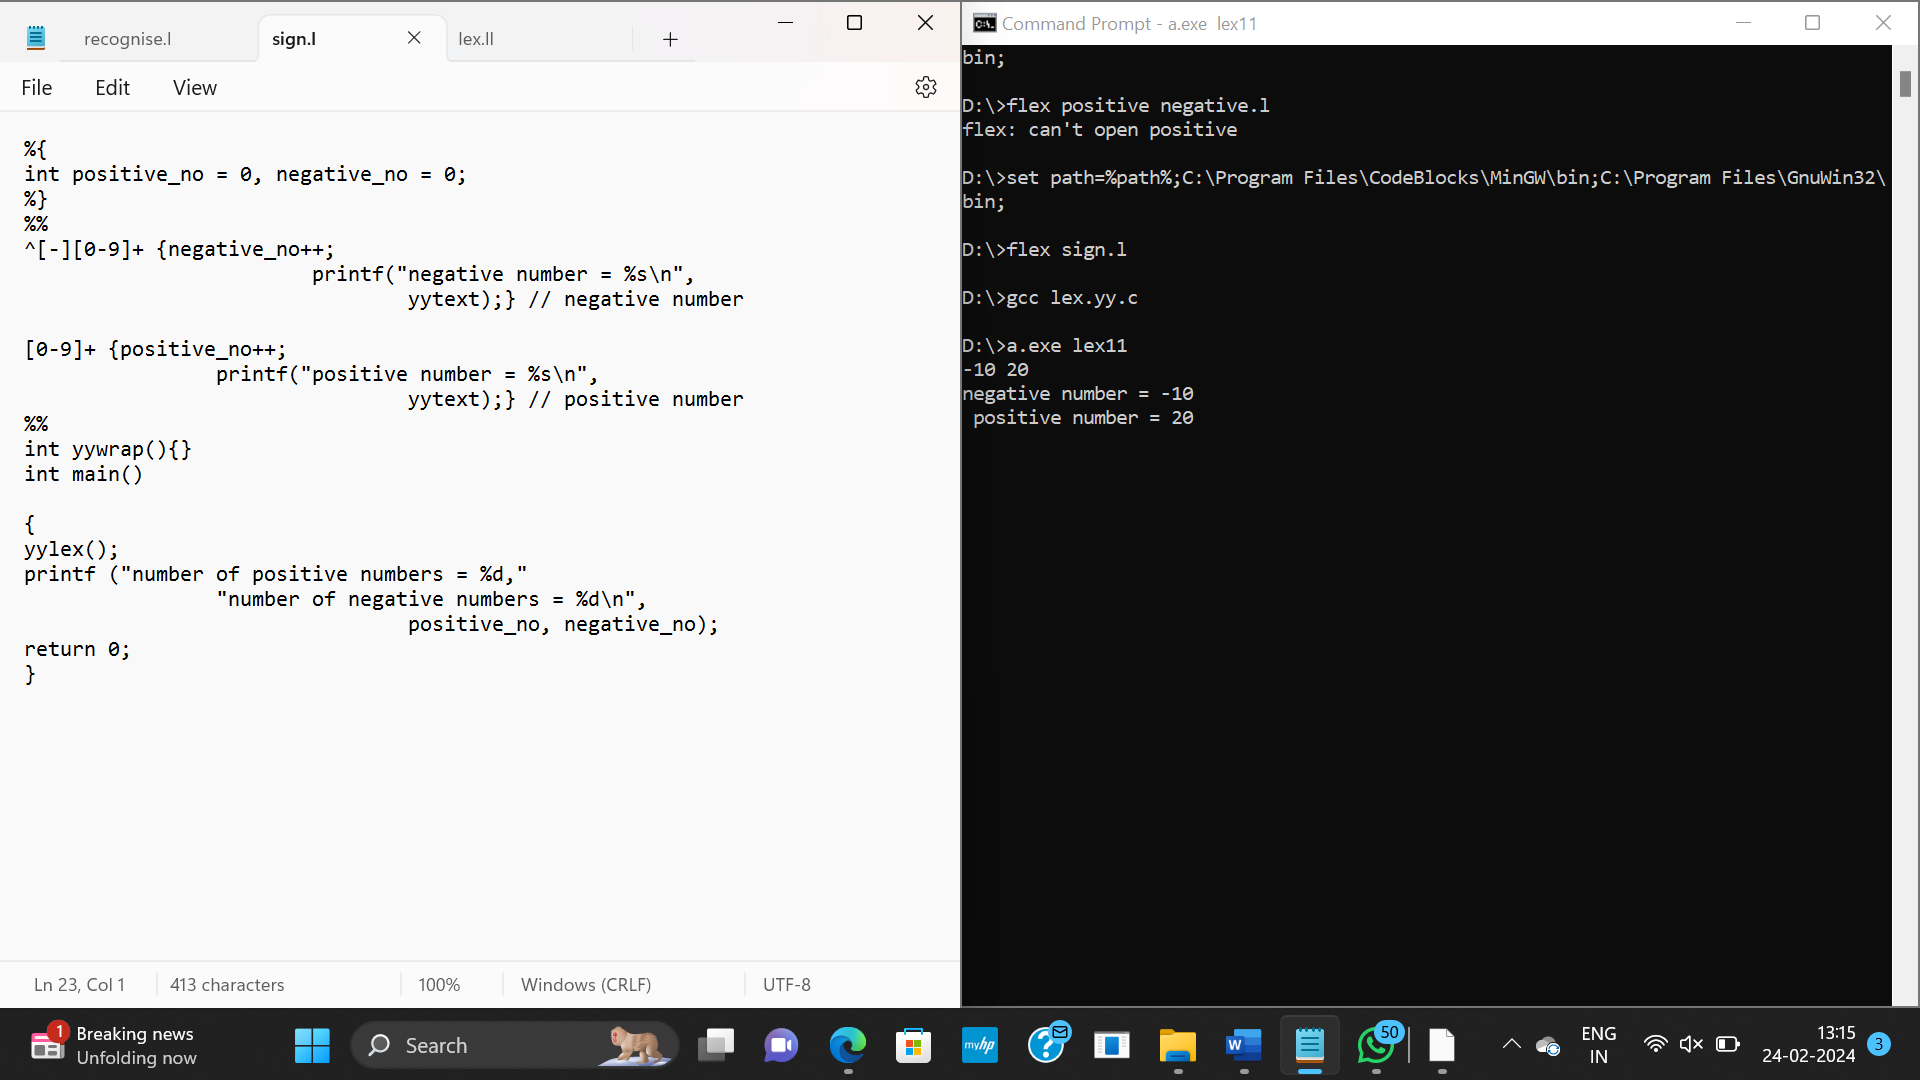 recognise.l
sign.l
lex.ll
File
Edit
View
%{
int positive_no = 0, negative_no = 0;
%}
%%
^[-][0-9]+ {negative_no++;
printf("negative number = %s\n",
yytext);} // negative number
[0-9]+ {positive_no++;
printf("positive number = %s\n",
yytext);} // positive number
%%
int yywrap(){}
int main()
{
yylex();
printf ("number of positive numbers = %d,"
"number of negative numbers = %d\n",
positive_no, negative_no);
return 0;
}
Ln 23, Col 1
413 characters
100%
Windows (CRLF)
UTF-8
C:\.
Command Prompt - a.exe lex11
bin;
D:\>flex positive negative.l
flex: can't open positive
D:\>set path=%path%;C:\Program Files\CodeBlocks\MinGW\bin;C:\Program Files\GnuWin32\
bin;
D:\>flex sign.l
D:\>gcc lex.yy.c
D:\>a.exe lex11
-10 20
negative number = -10
positive number = 20
1
Breaking news
Unfolding now
Search
myhp
?
W
50
ENG
IN
13:15
24-02-2024
3